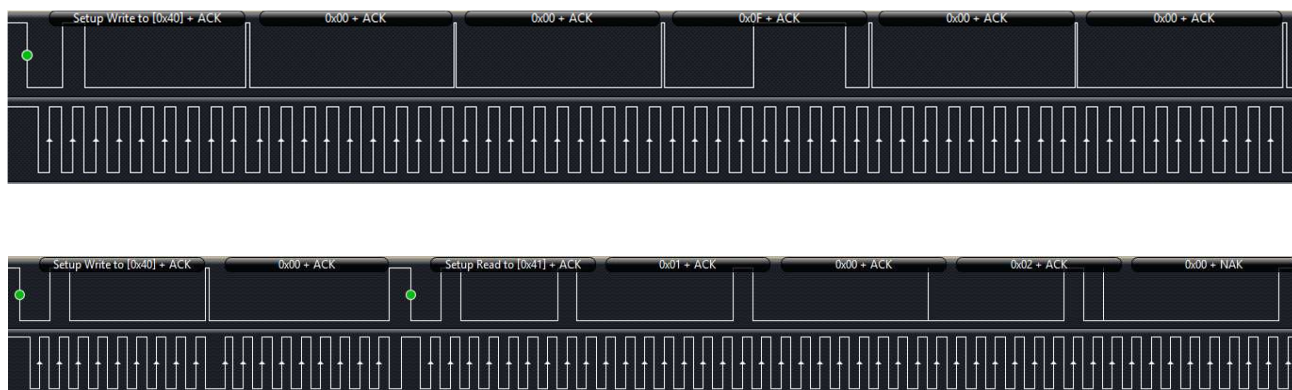 Setup Write to [0x40] + ACK 0x00 + ACK 0x00 + ACK 0x0F + ACK 0x00 + ACK 0x00 + ACK
Setup Write to [0x40] + ACK 0x00 + ACK Setup Read to [0x41] + ACK 0x01 + ACK 0x00 + ACK 0x02 + ACK 0x00 + NAK